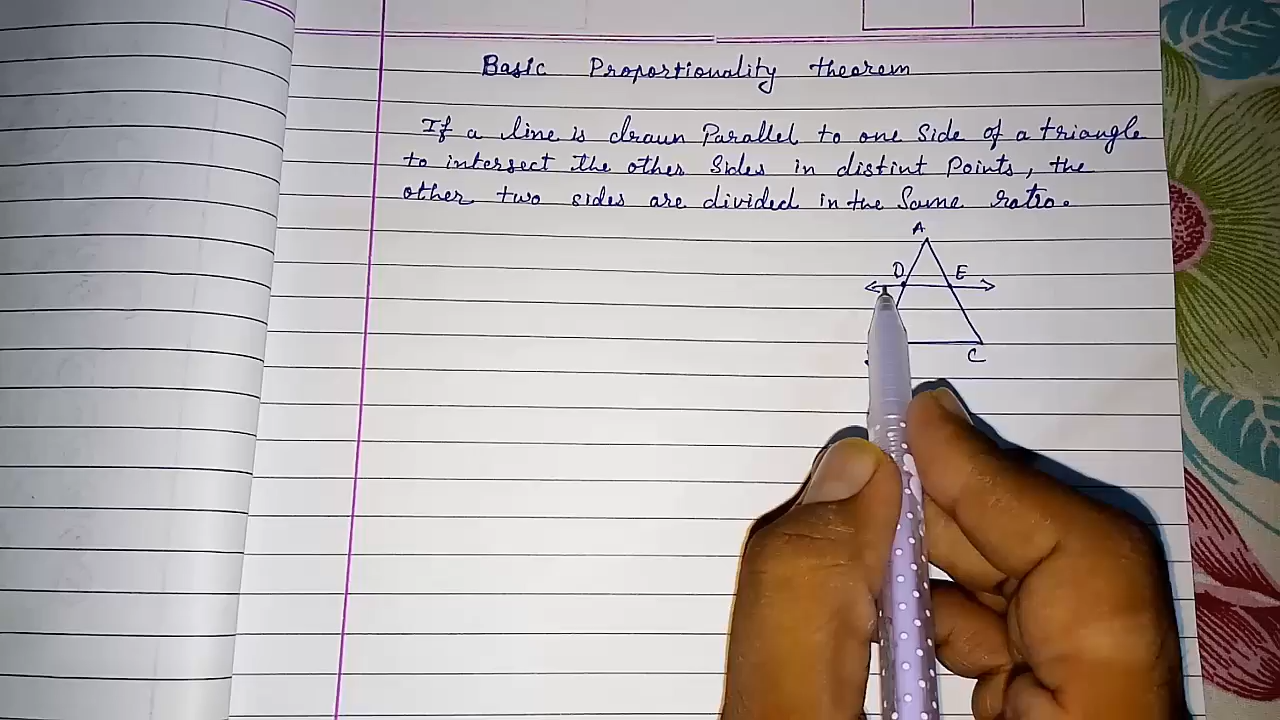 Basic Proportionality theorem
If a line is drawn Parallel to one Side of a triangle
to intersect the other Sides in distint Points, the
other two sides are divided in the Same ratio.
A
D E
C